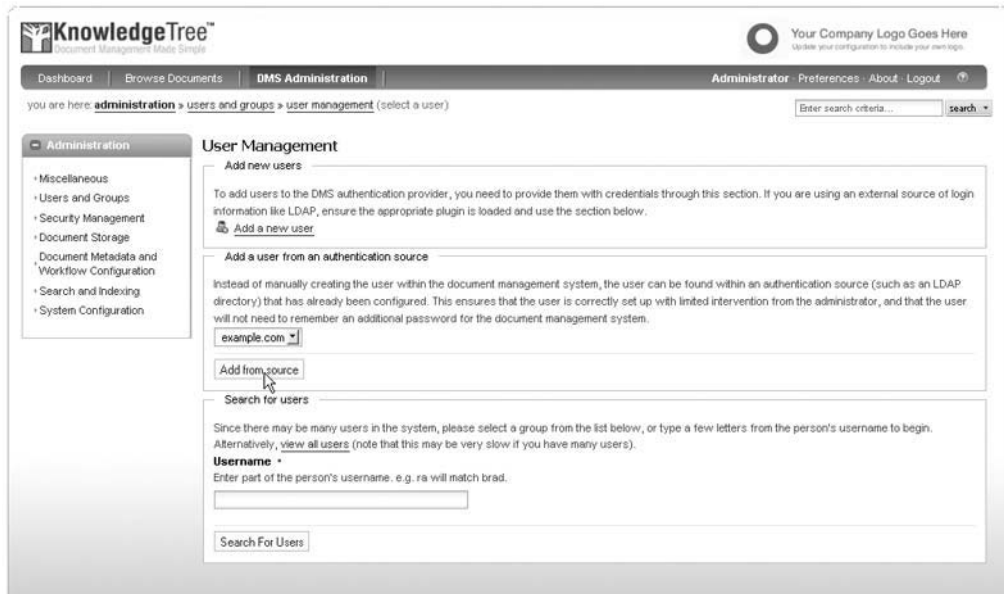 KnowledgeTree™
Document Management Made Simple
Your Company Logo Goes Here
Update your configuration to include your own logo.
Dashboard Browse Documents DMS Administration Administrator · Preferences · About · Logout
you are here: administration » users and groups » user management (select a user)
Enter search criteria... search
Administration
Miscellaneous
Users and Groups
Security Management
Document Storage
Document Metadata and
Workflow Configuration
Search and Indexing
System Configuration
User Management
Add new users
To add users to the DMS authentication provider, you need to provide them with credentials through this section. If you are using an external source of login
information like LDAP, ensure the appropriate plugin is loaded and use the section below.
Add a new user
Add a user from an authentication source
Instead of manually creating the user within the document management system, the user can be found within an authentication source (such as an LDAP
directory) that has already been configured. This ensures that the user is correctly set up with limited intervention from the administrator, and that the user
will not need to remember an additional password for the document management system.
example.com
Add from source
Search for users
Since there may be many users in the system, please select a group from the list below, or type a few letters from the person's username to begin.
Alternatively, view all users (note that this may be very slow if you have many users).
Username
Enter part of the person's username. e.g. ra will match brad.
Search For Users